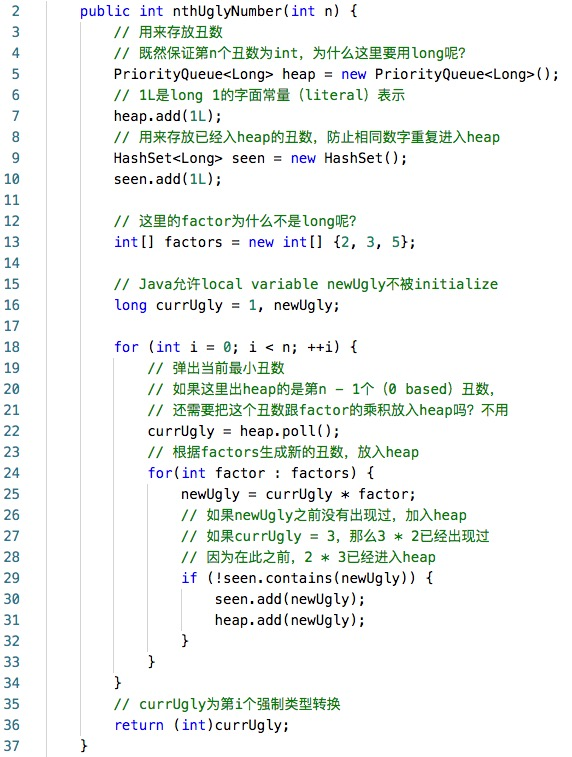 2 public int nthUglyNumber(int n) {
3 // 用来存放丑数
4 // 既然保证第n个丑数为int，为什么这里要用long呢？
5 PriorityQueue<Long> heap = new PriorityQueue<Long>();
6 // 1L是long 1的字面常量（literal）表示
7 heap.add(1L);
8 // 用来存放已经入heap的丑数，防止相同数字重复进入heap
9 HashSet<Long> seen = new HashSet();
10 seen.add(1L);
11
12 // 这里的factor为什么不是long呢？
13 int[] factors = new int[] {2, 3, 5};
14
15 // Java允许local variable newUgly不被initialize
16 long currUgly = 1, newUgly;
17
18 for (int i = 0; i < n; ++i) {
19 // 弹出当前最小丑数
20 // 如果这里出heap的是第n - 1个（0 based）丑数，
21 // 还需要把这个丑数跟factor的乘积放入heap吗？不用
22 currUgly = heap.poll();
23 // 根据factors生成新的丑数，放入heap
24 for(int factor : factors) {
25 newUgly = currUgly * factor;
26 // 如果newUgly之前没有出现过，加入heap
27 // 如果currUgly = 3，那么3 * 2已经出现过
28 // 因为在此之前，2 * 3已经进入heap
29 if (!seen.contains(newUgly)) {
30 seen.add(newUgly);
31 heap.add(newUgly);
32 }
33 }
34 }
35 // currUgly为第i个强制类型转换
36 return (int)currUgly;
37 }